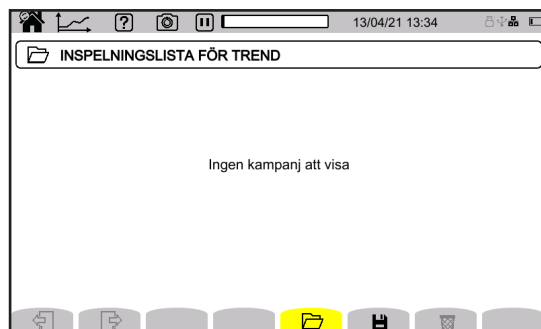 13/04/21 13:34
INSPELNINGSLISTA FÖR TREND
Ingen kampanj att visa